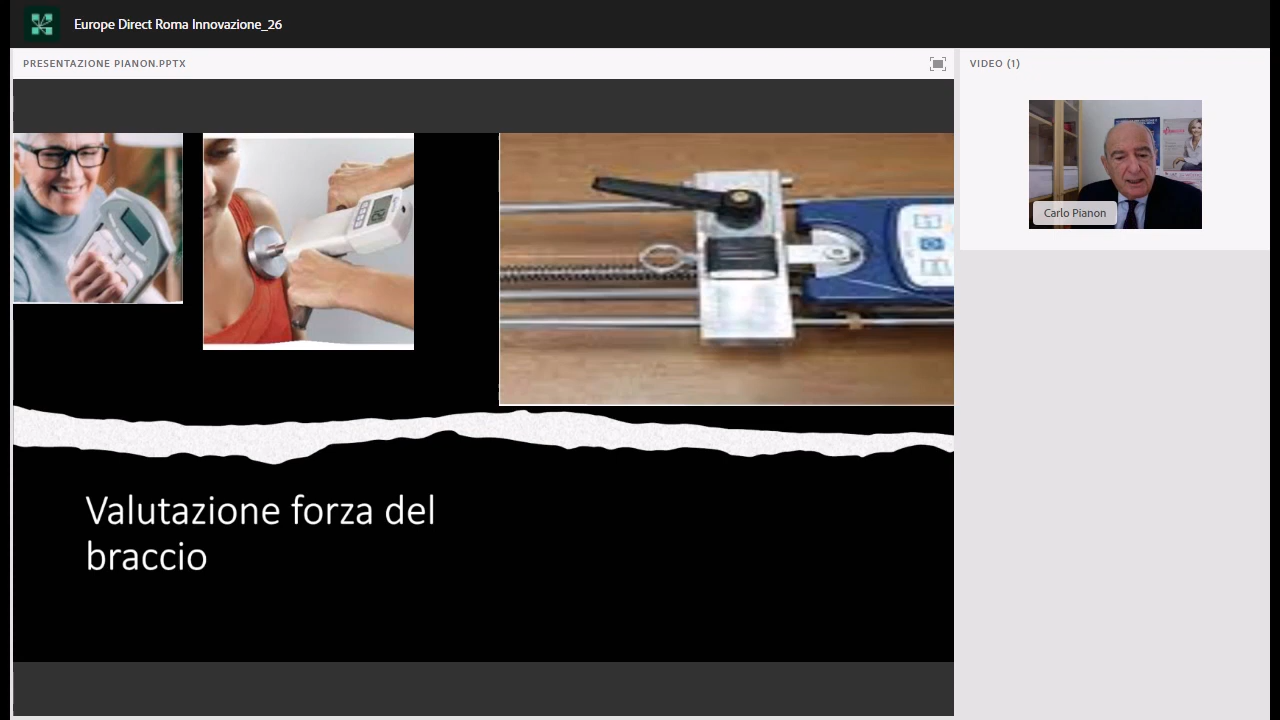 Europe Direct Roma Innovazione_26
PRESENTAZIONE PIANON.PPTX
VIDEO (1)
Carlo Pianon
Valutazione forza del
braccio